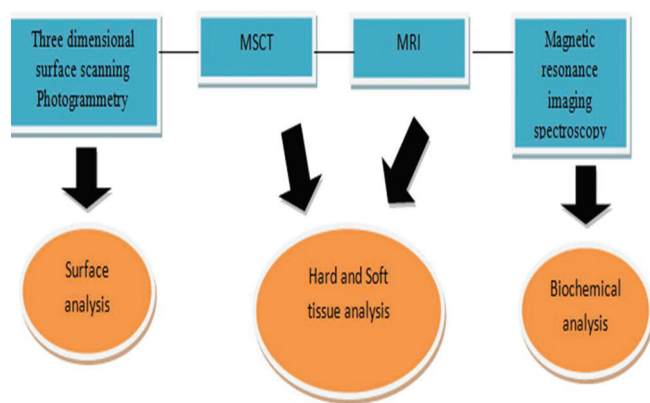 Three dimensional
surface scanning
Photogrammetry
MSCT
MRI
Magnetic
resonance
imaging
spectroscopy
Surface
analysis
Hard and Soft
tissue analysis
Biochemical
analysis